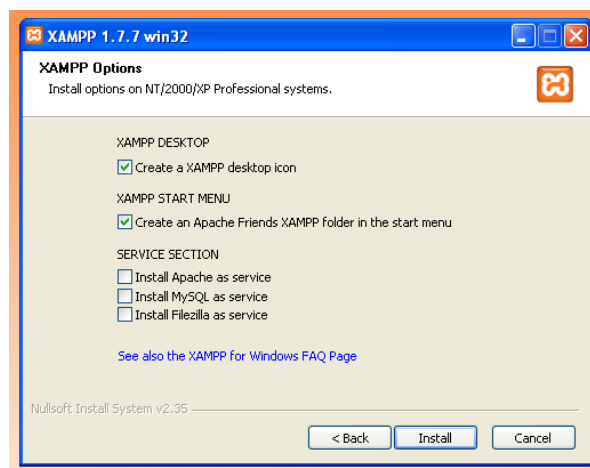 XAMPP 1.7.7 win32
XAMPP Options
Install options on NT/2000/XP Professional systems.
XAMPP DESKTOP
Create a XAMPP desktop icon
XAMPP START MENU
Create an Apache Friends XAMPP folder in the start menu
SERVICE SECTION
Install Apache as service
Install MySQL as service
Install Filezilla as service
See also the XAMPP for Windows FAQ Page
Nullsoft Install System v2.35
< Back Install Cancel